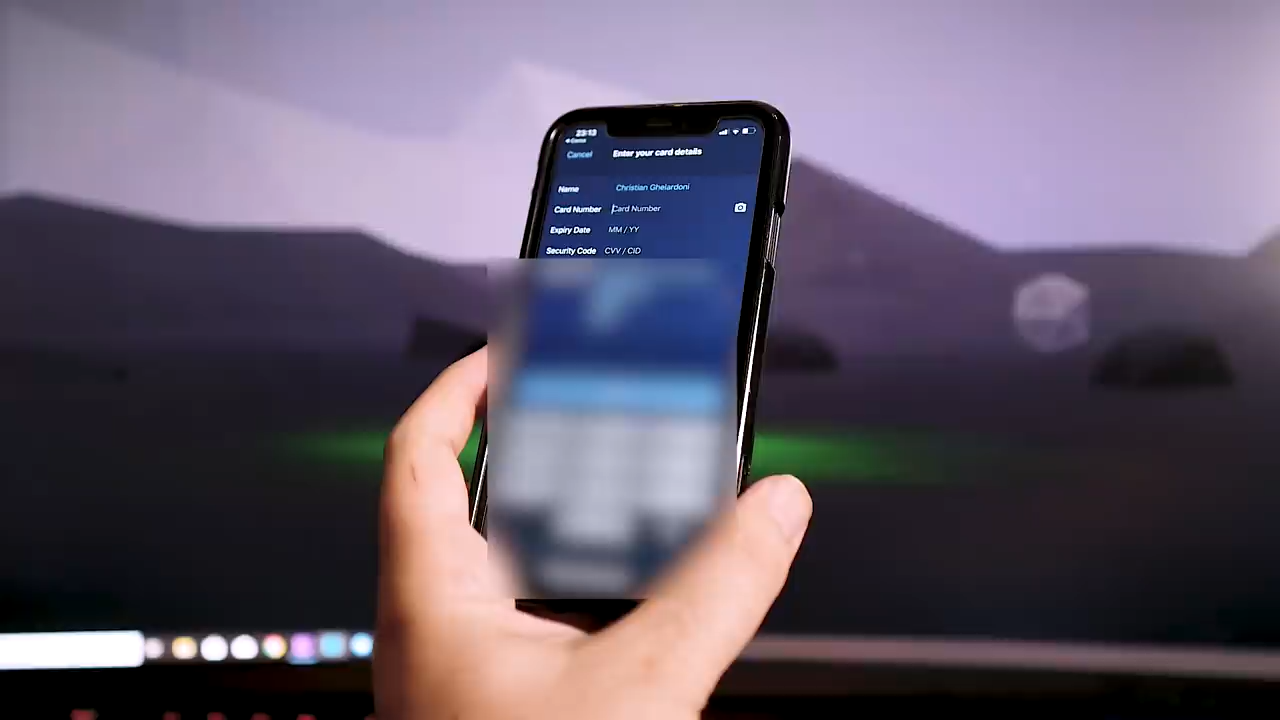 23:13
Cancel
Enter your card details
Name Christian Ghelardoni
Card Number Card Number
Expiry Date MM / YY
Security Code CVV / CID